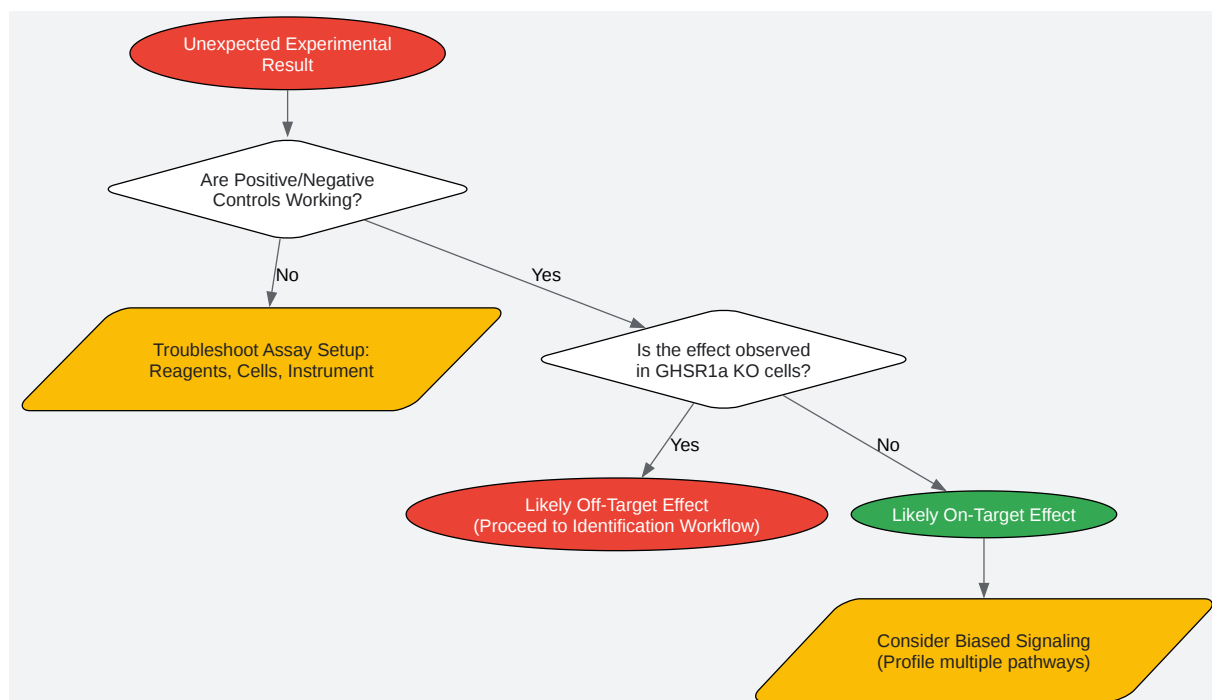 Unexpected Experimental
Result
Are Positive/Negative
Controls Working?
No
Yes
Troubleshoot Assay Setup:
Reagents, Cells, Instrument
Is the effect observed
in GHSR1a KO cells?
Yes
No
Likely Off-Target Effect
(Proceed to Identification Workflow)
Likely On-Target Effect
Consider Biased Signaling
(Profile multiple pathways)